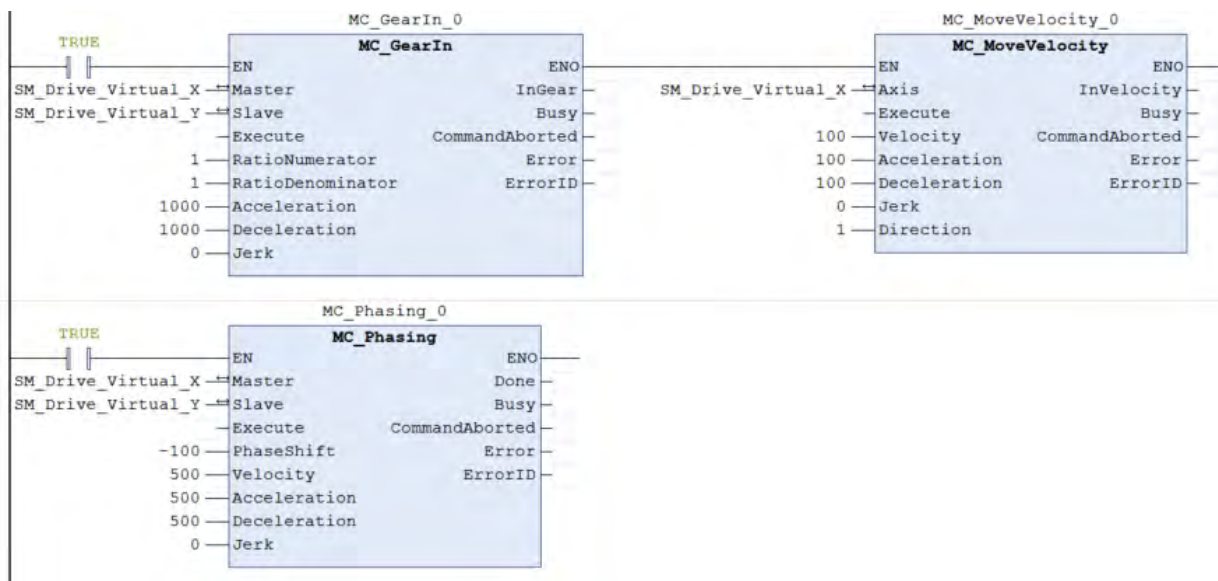 MC_GearIn_0 MC_MoveVelocity_0
TRUE MC_GearIn MC_MoveVelocity
EN ENO EN ENO
SM_Drive_Virtual_X Master InGear SM_Drive_Virtual_X Axis InVelocity
SM_Drive_Virtual_Y Slave Busy Execute Busy
Execute CommandAborted 100 Velocity CommandAborted
1 RatioNumerator Error 100 Acceleration Error
1 RatioDenominator ErrorID 100 Deceleration ErrorID
1000 Acceleration 0 Jerk
1000 Deceleration 1 Direction
0 Jerk
MC_Phasing_0
TRUE MC_Phasing
EN ENO
SM_Drive_Virtual_X Master Done
SM_Drive_Virtual_Y Slave Busy
Execute CommandAborted
-100 PhaseShift Error
500 Velocity ErrorID
500 Acceleration
500 Deceleration
0 Jerk